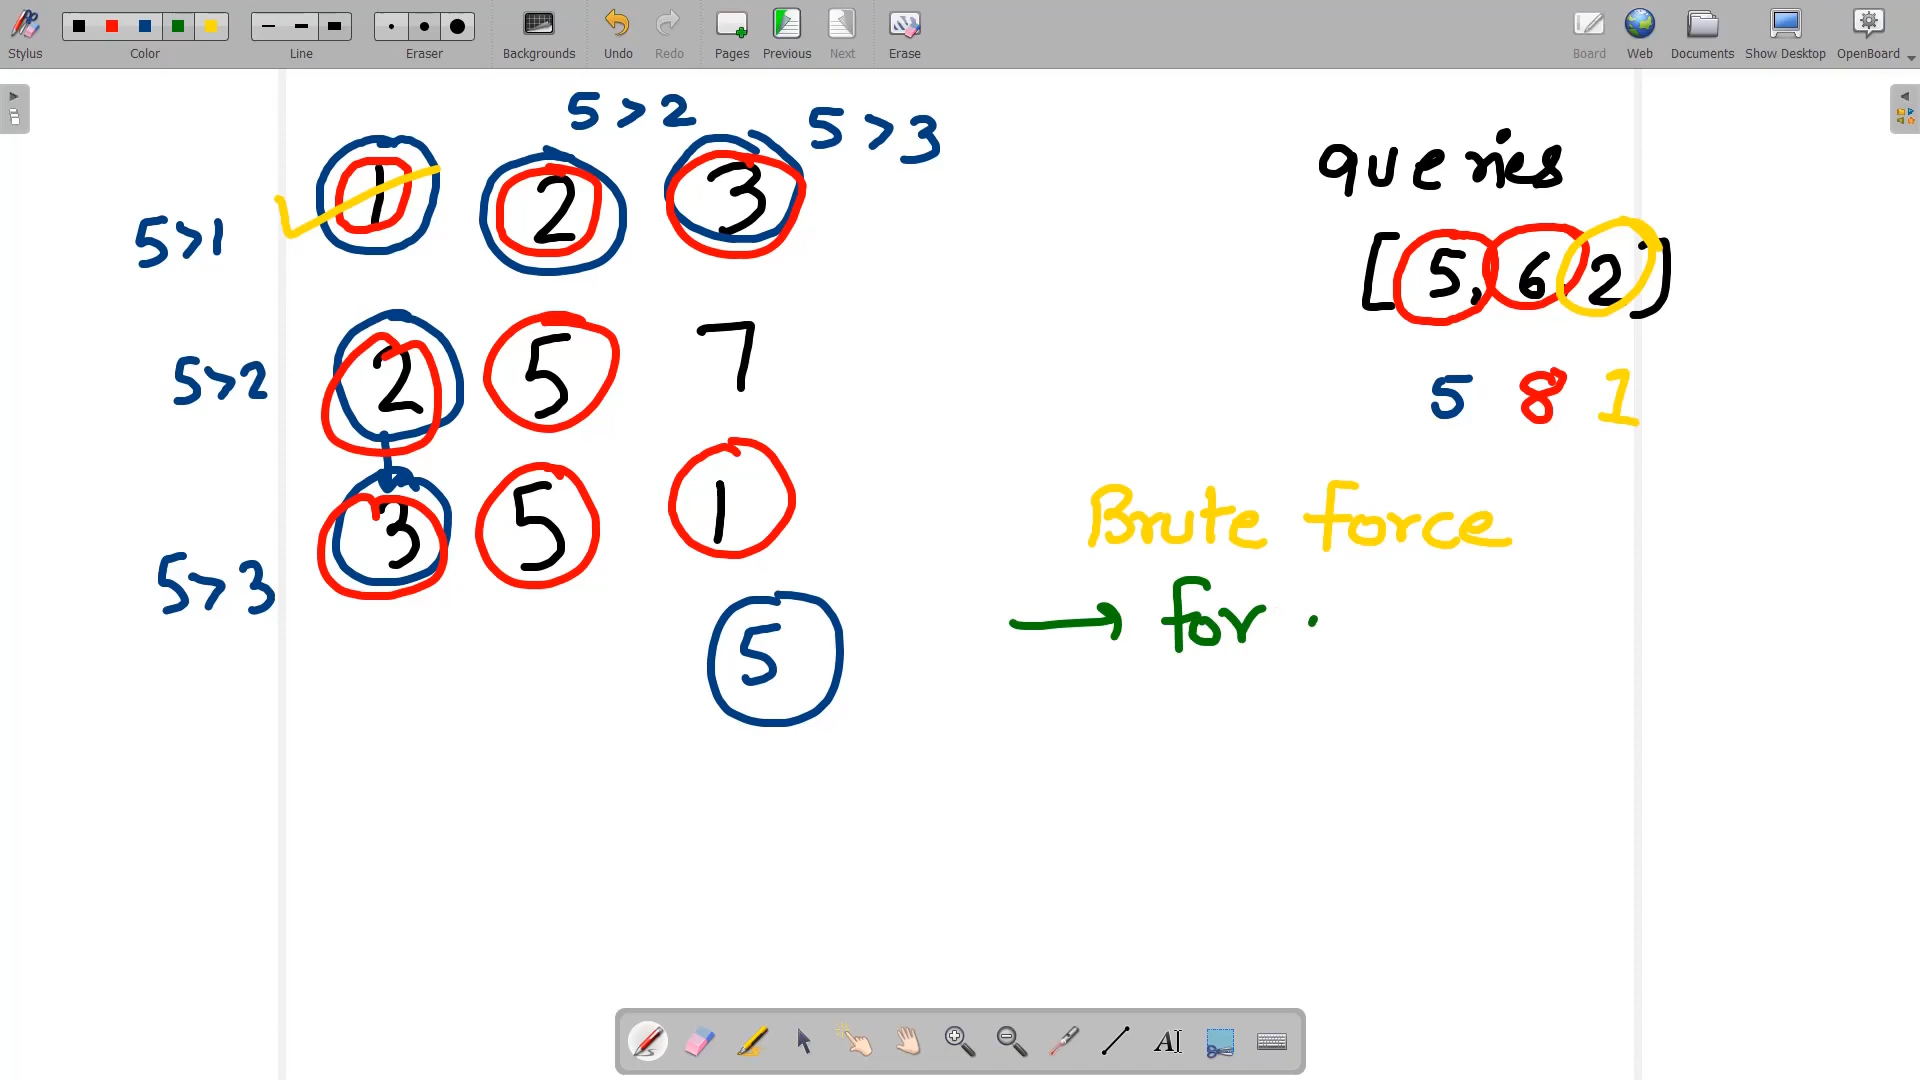 Stylus Color Line Eraser Backgrounds Undo Redo Pages Previous Next Erase Board Web Documents Show Desktop OpenBoard
5 > 2 5 > 3
1 2 3
5>1
2 5 7
5>2
3 5 1
5>3
5
queries
[5, 6 2]
5 8 1
Brute force
→ for .